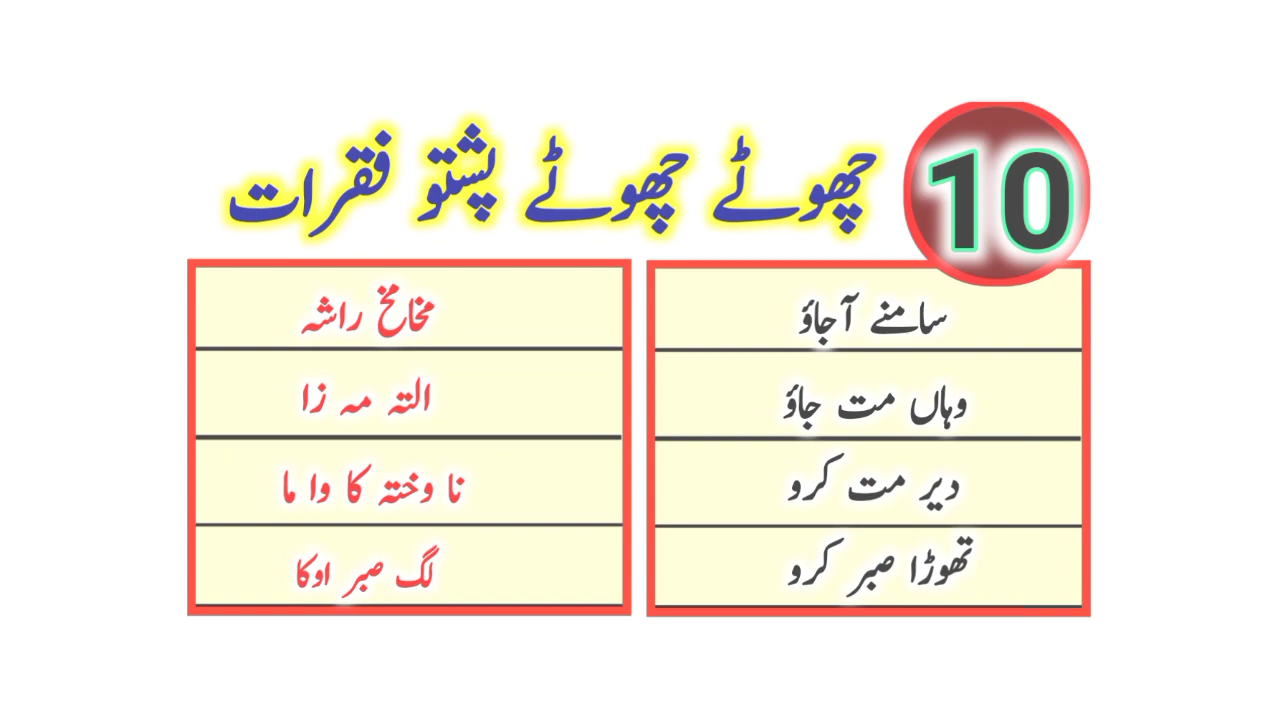 10 چھوٹے چھوٹے پشتو فقرات
سامنے آجاؤ مخامخ راشہ
وہاں مت جاؤ التہ مہ زا
دیر مت کرو نا وختہ کا وا ما
تھوڑا صبر کرو لگ صبر اوکا